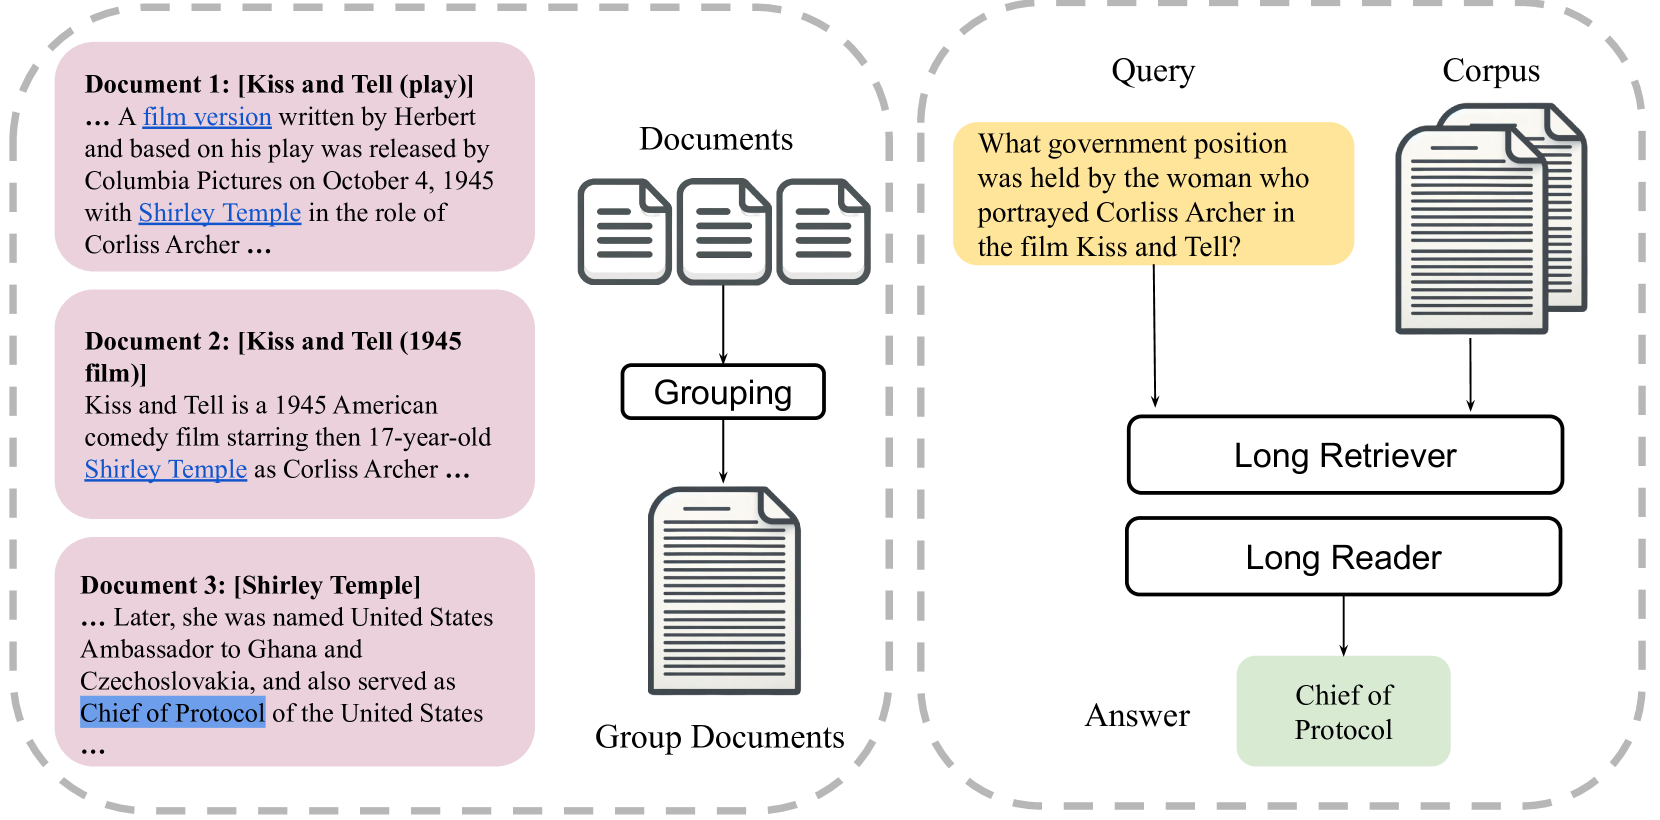 Document 1: [Kiss and Tell (play)]
... A film version written by Herbert
and based on his play was released by
Columbia Pictures on October 4, 1945
with Shirley Temple in the role of
Corliss Archer ...
Document 2: [Kiss and Tell (1945
film)]
Kiss and Tell is a 1945 American
comedy film starring then 17-year-old
Shirley Temple as Corliss Archer ...
Document 3: [Shirley Temple]
... Later, she was named United States
Ambassador to Ghana and
Czechoslovakia, and also served as
Chief of Protocol of the United States
...
Documents
Grouping
Group Documents
Query
Corpus
What government position
was held by the woman who
portrayed Corliss Archer in
the film Kiss and Tell?
Long Retriever
Long Reader
Answer
Chief of
Protocol